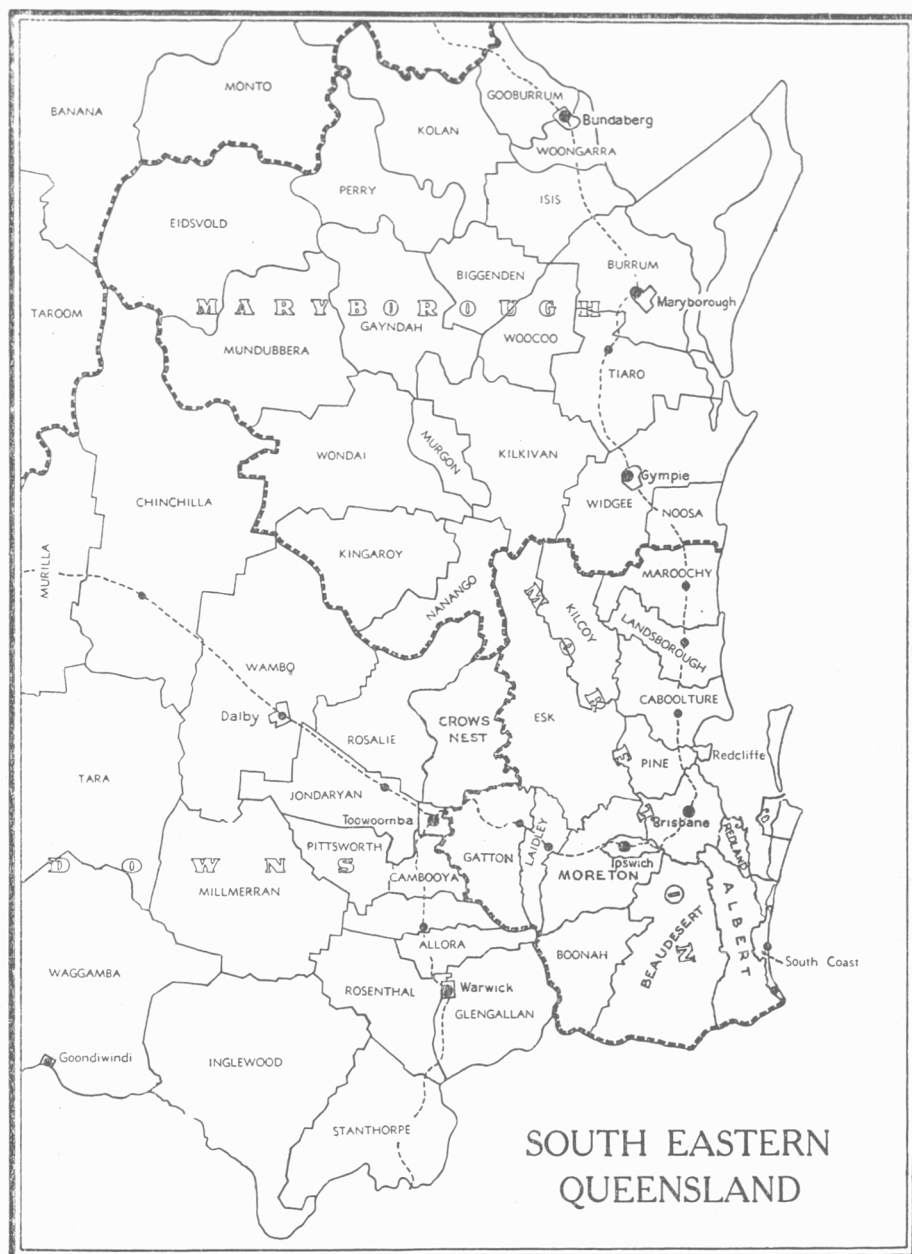 MONTO
BANANA
GOOBURRUM
Bundaberg
KOLAN
WOONGARRA
PERRY
ISIS
EIDSVOLD
BURRUM
BIGGENDEN
MARYBOROUGH
Maryborough
TAROOM
GAYNDAH
WOOCOO
MUNDUBBERA
TIARO
WONDAI
MURGON
KILKIVAN
Gympie
CHINCHILLA
WIDGEE
NOOSA
KINGAROY
MURILLA
NANANGO
MAROOCHY
KILCOY
LANDSBOROUGH
WAMBO
CABOOLTURE
Dalby
CROWS
NEST
ESK
ROSALIE
PINE
Redcliffe
TARA
JONDARYAN
Toowoomba
Brisbane
REDLAND
PITTSWORTH
GATTON
LAIDLEY
Ipswich
DOWNS
CAMBOOYA
MORETON
MILLMERRAN
ALBERT
ALLORA
BOONAH
BEAUDESERT
South Coast
WAGGAMBA
ROSENTHAL
Warwick
GLENGALLAN
Goondiwindi
INGLEWOOD
STANTHORPE
SOUTH EASTERN
QUEENSLAND
MORETON